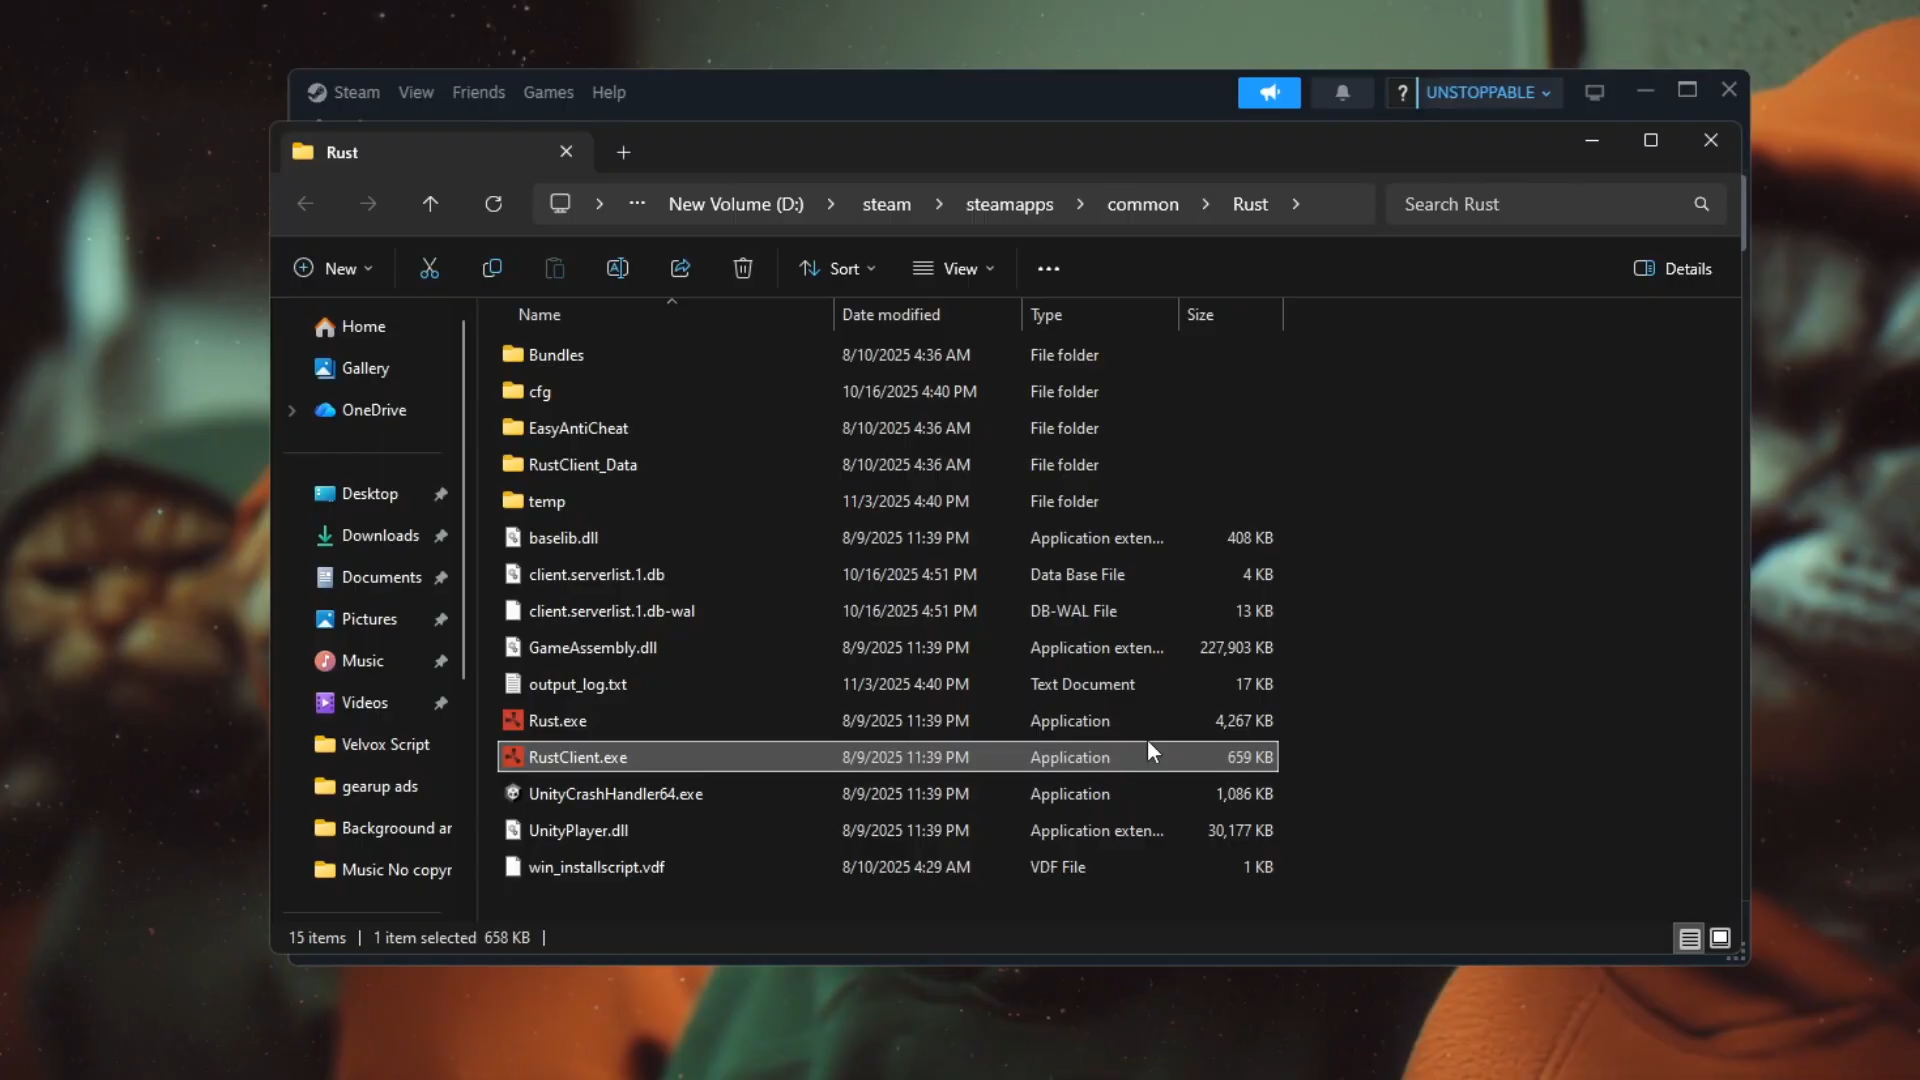 Steam View Friends Games Help ? UNSTOPPABLE
Rust
... New Volume (D:) > steam > steamapps > common > Rust > Search Rust
New Sort View ... Details
Name Date modified Type Size
Home
Gallery
OneDrive
Desktop
Downloads
Documents
Pictures
Music
Videos
Velvox Script
gearup ads
Backgroound ar
Music No copyr
Bundles 8/10/2025 4:36 AM File folder
cfg 10/16/2025 4:40 PM File folder
EasyAntiCheat 8/10/2025 4:36 AM File folder
RustClient_Data 8/10/2025 4:36 AM File folder
temp 11/3/2025 4:40 PM File folder
baselib.dll 8/9/2025 11:39 PM Application exten... 408 KB
client.serverlist.1.db 10/16/2025 4:51 PM Data Base File 4 KB
client.serverlist.1.db-wal 10/16/2025 4:51 PM DB-WAL File 13 KB
GameAssembly.dll 8/9/2025 11:39 PM Application exten... 227,903 KB
output_log.txt 11/3/2025 4:40 PM Text Document 17 KB
Rust.exe 8/9/2025 11:39 PM Application 4,267 KB
RustClient.exe 8/9/2025 11:39 PM Application 659 KB
UnityCrashHandler64.exe 8/9/2025 11:39 PM Application 1,086 KB
UnityPlayer.dll 8/9/2025 11:39 PM Application exten... 30,177 KB
win_installscript.vdf 8/10/2025 4:29 AM VDF File 1 KB
15 items | 1 item selected 658 KB |